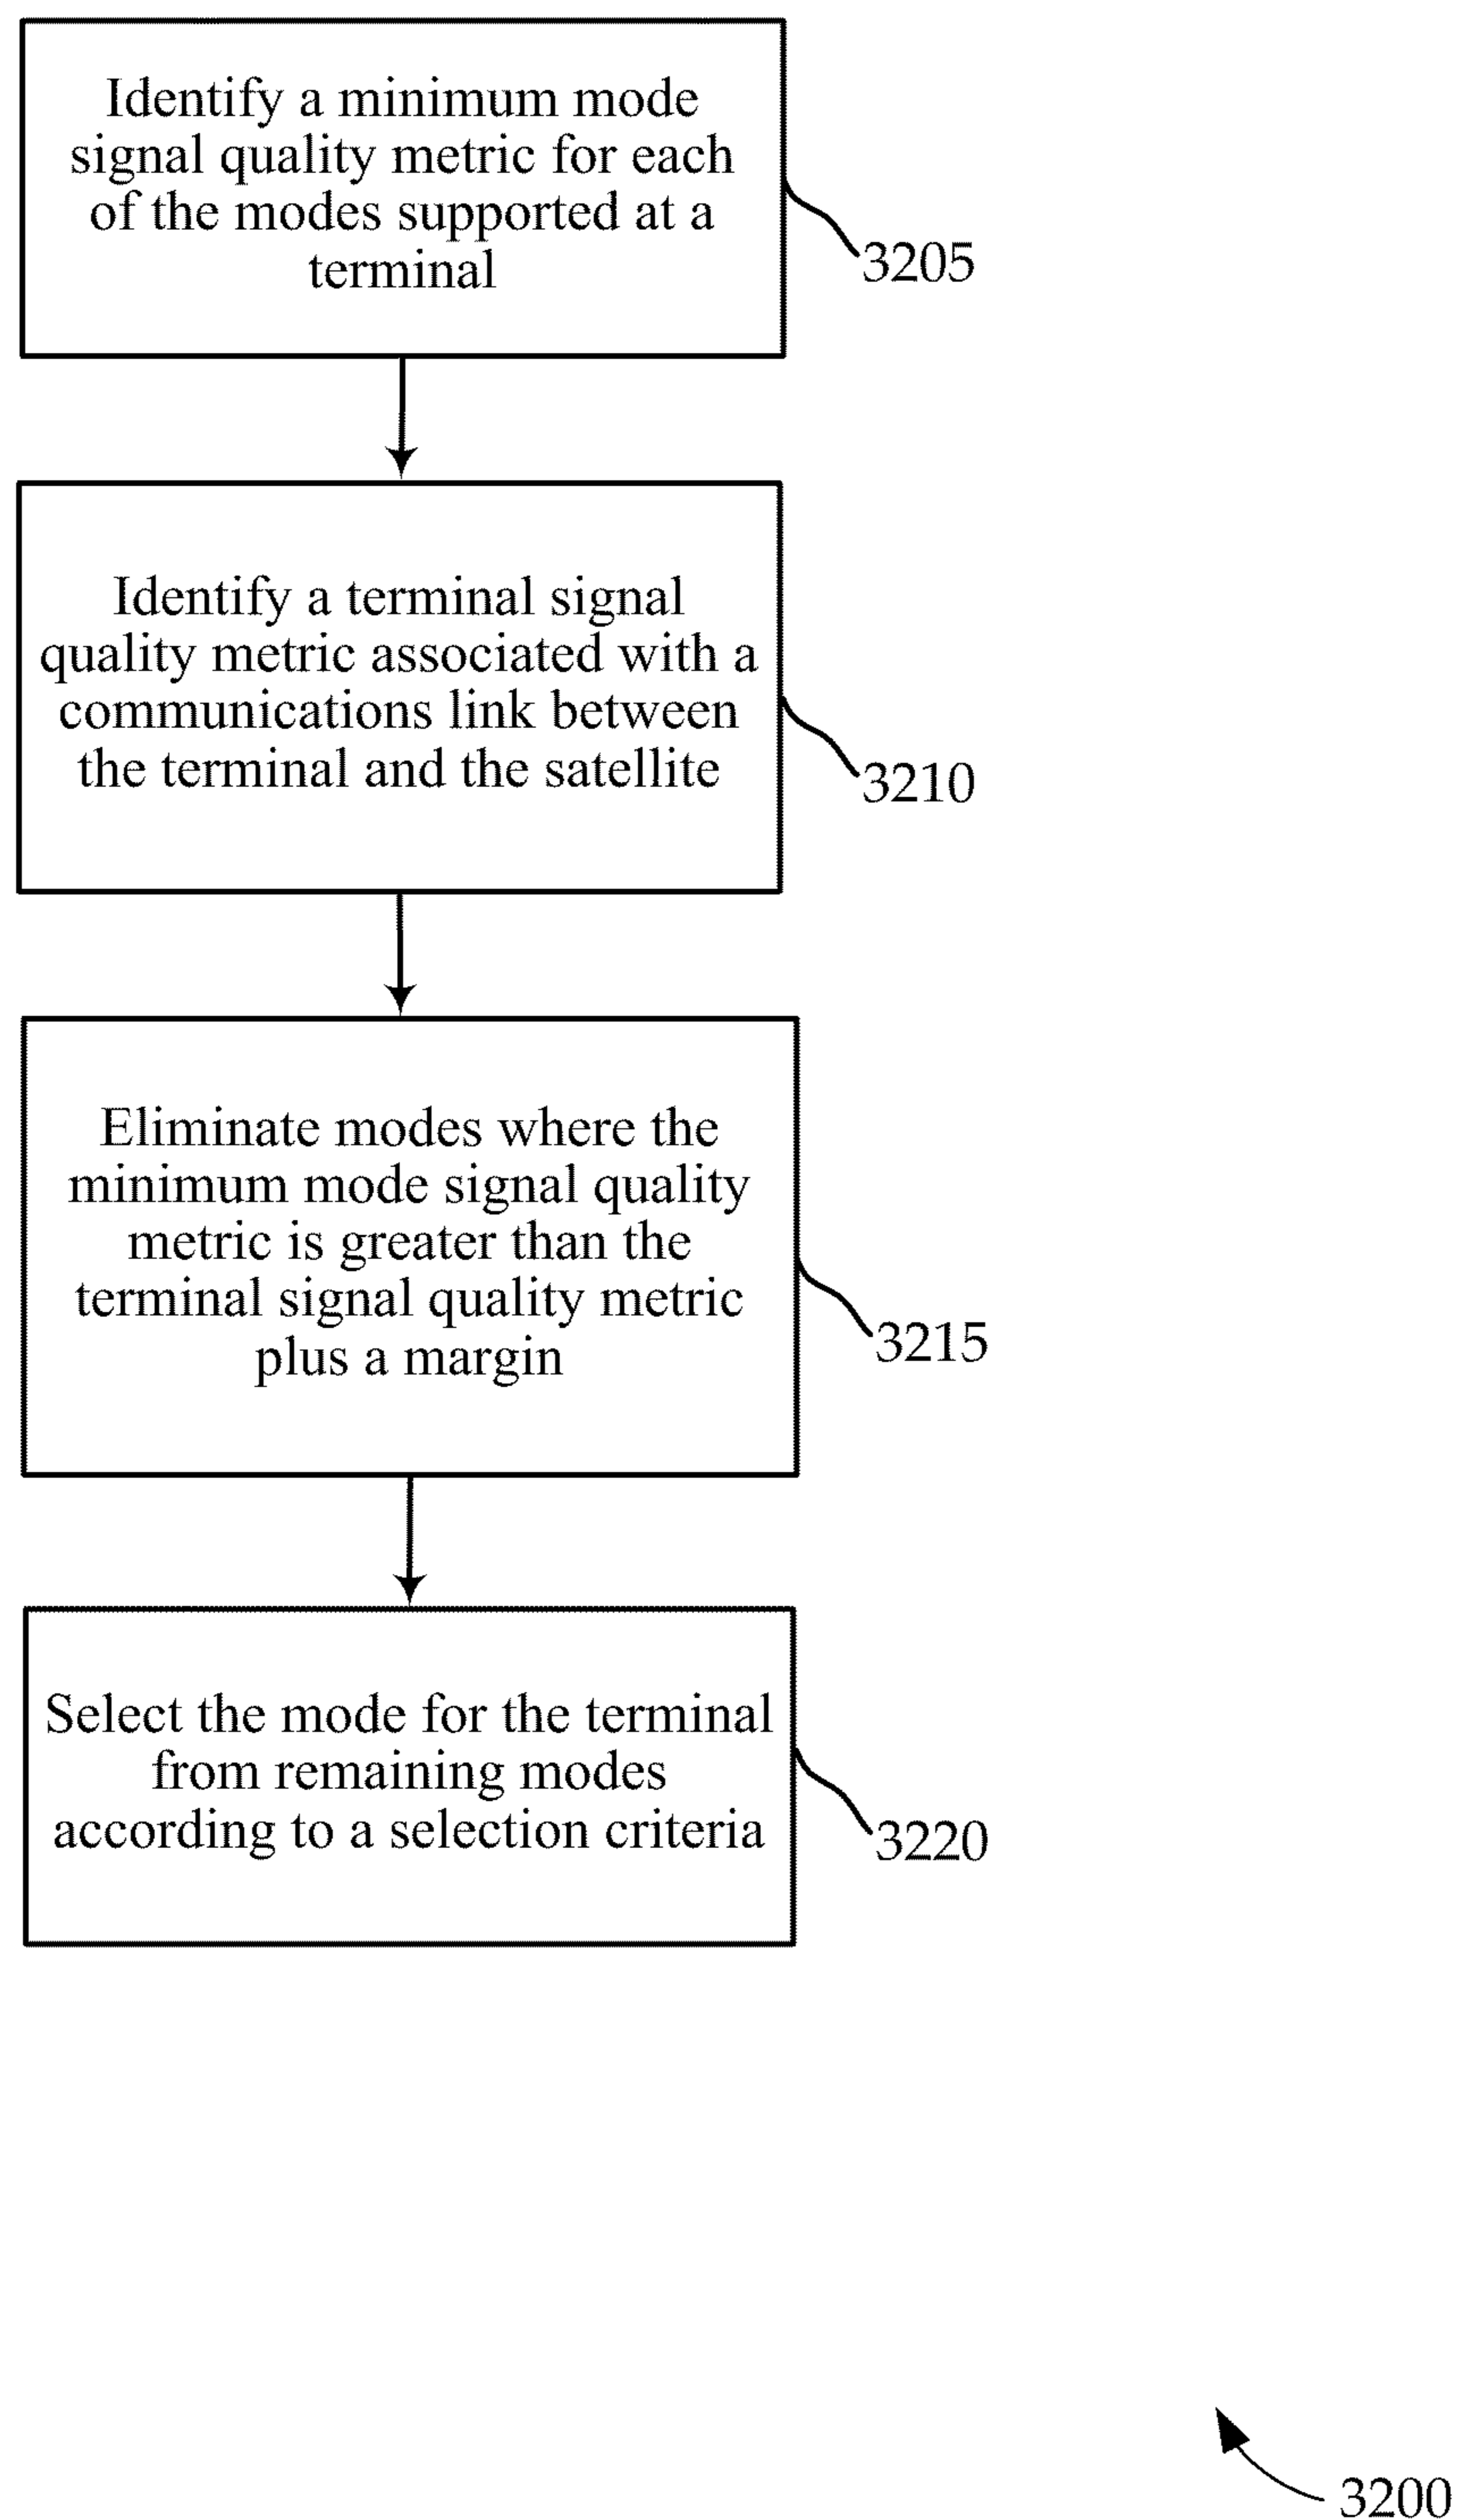 Identify a minimum mode
signal quality metric for each
of the modes supported at a
terminal
3205
Identify a terminal signal
quality metric associated with a
communications link between
the terminal and the satellite
3210
Eliminate modes where the
minimum mode signal quality
metric is greater than the
terminal signal quality metric
plus a margin
3215
Select the mode for the terminal
from remaining modes
according to a selection criteria
3220
3200